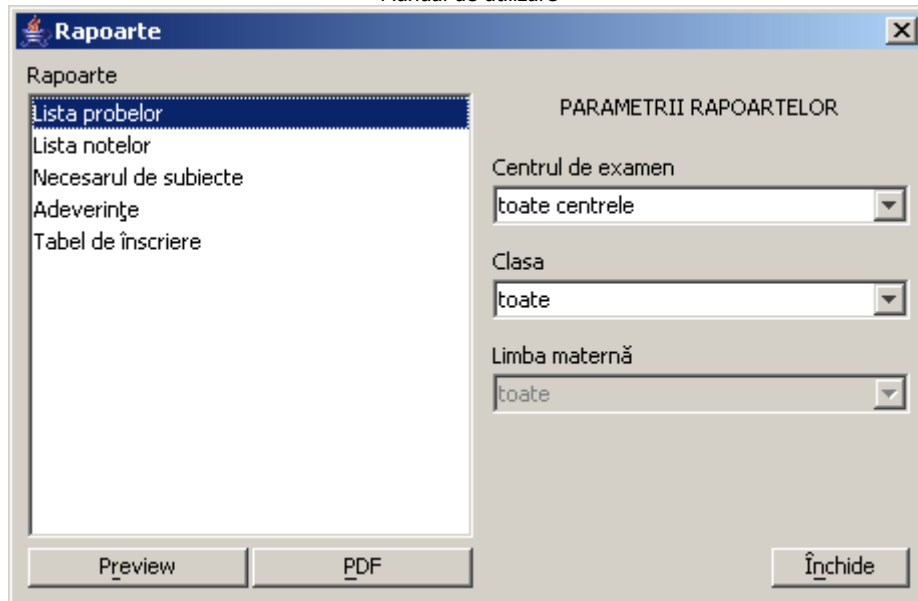 Manual de utilizare
Rapoarte
Rapoarte
Lista probelor
Lista notelor
Necesarul de subiecte
Adeverinţe
Tabel de înscriere
PARAMETRII RAPOARTELOR
Centrul de examen
toate centrele
Clasa
toate
Limba maternă
toate
Preview
PDF
Închide